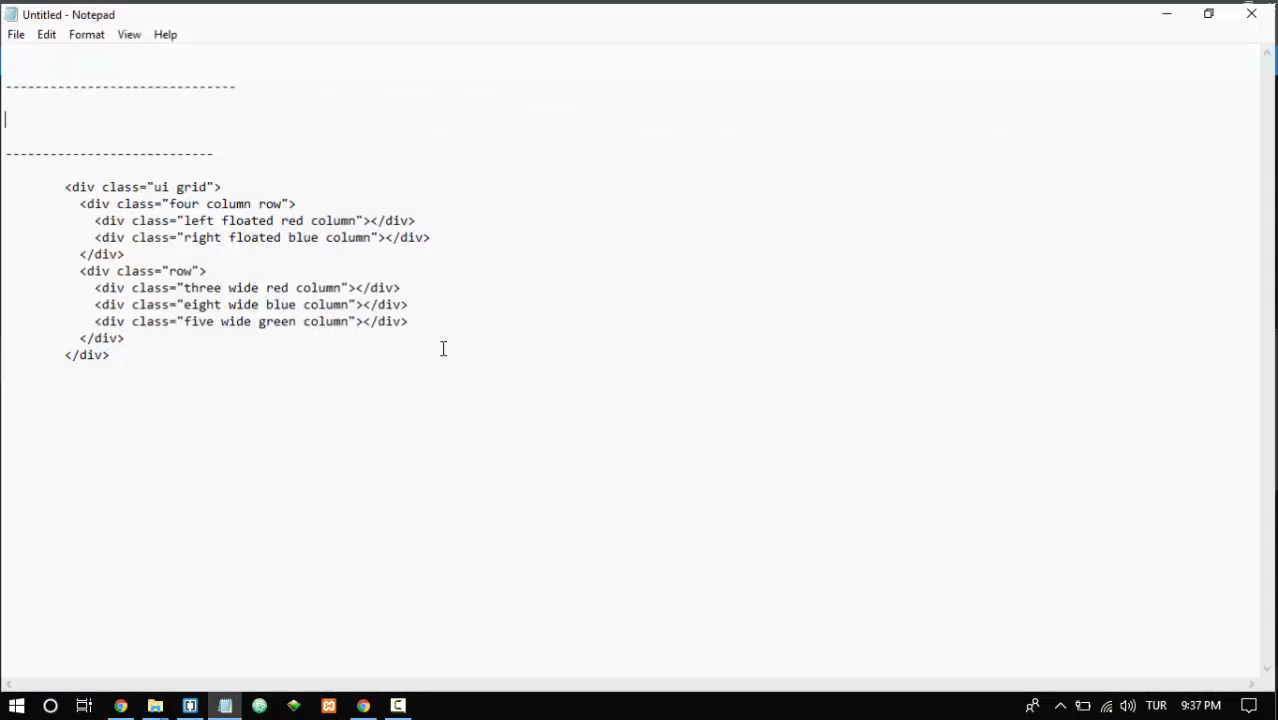 Untitled - Notepad
File Edit Format View Help
-------------------------------
----------------------------
<div class="ui grid">
<div class="four column row">
<div class="left floated red column"></div>
<div class="right floated blue column"></div>
</div>
<div class="row">
<div class="three wide red column"></div>
<div class="eight wide blue column"></div>
<div class="five wide green column"></div>
</div>
</div>
TUR 9:37 PM